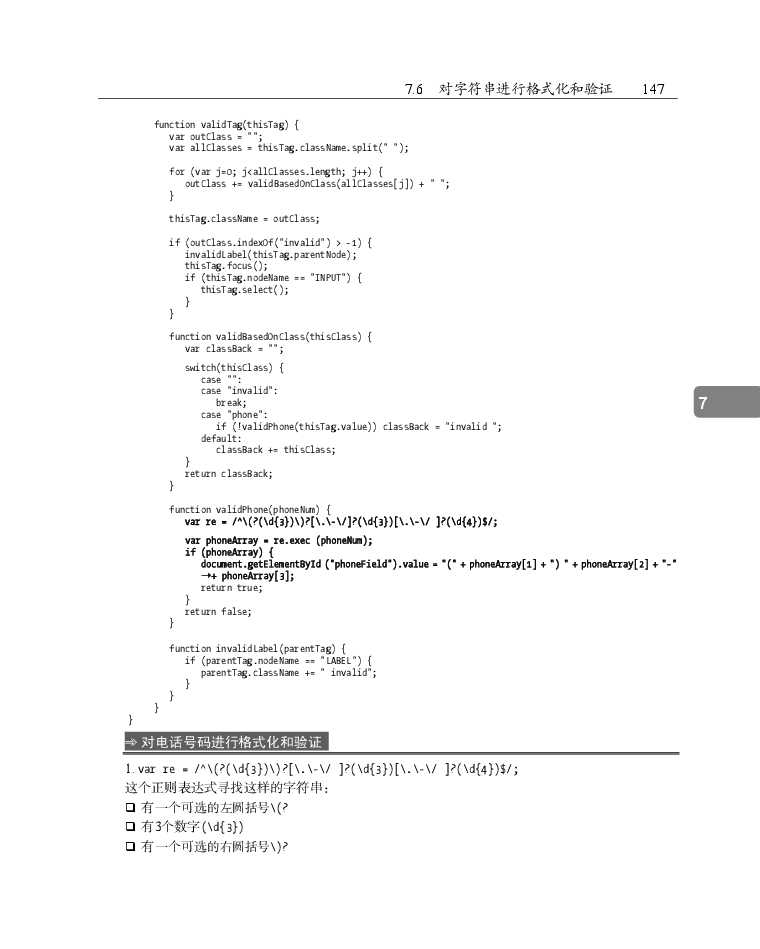 7.6 对字符串进行格式化和验证 147
function validTag(thisTag) {
var outClass = "";
var allClasses = thisTag.className.split(" ");
for (var j=0; j<allClasses.length; j++) {
outClass += validBasedOnClass(allClasses[j]) + " ";
}
thisTag.className = outClass;
if (outClass.indexOf("invalid") > -1) {
invalidLabel(thisTag.parentNode);
thisTag.focus();
if (thisTag.nodeName == "INPUT") {
thisTag.select();
}
}
function validBasedOnClass(thisClass) {
var classBack = "";
switch(thisClass) {
case "":
case "invalid":
break;
case "phone":
if (!validPhone(thisTag.value)) classBack = "invalid ";
default:
classBack += thisClass;
}
return classBack;
}
function validPhone(phoneNum) {
var re = /^\(?(\d{3})\)?[\.\-\/]?(\d{3})[\.\-\/ ]?(\d{4})$/;
var phoneArray = re.exec (phoneNum);
if (phoneArray) {
document.getElementById ("phoneField").value = "(" + phoneArray[1] + ") " + phoneArray[2] + "-"
→+ phoneArray[3];
return true;
}
return false;
}
function invalidLabel(parentTag) {
if (parentTag.nodeName == "LABEL") {
parentTag.className += " invalid";
}
}
}
}
7
➾ 对电话号码进行格式化和验证
1. var re = /^\(?(\d{3})\)?[\.\-\/ ]?(\d{3})[\.\-\/ ]?(\d{4})$/;
这个正则表达式寻找这样的字符串:
❑ 有一个可选的左圆括号\(?
❑ 有3个数字(\d{3})
❑ 有一个可选的右圆括号\)?